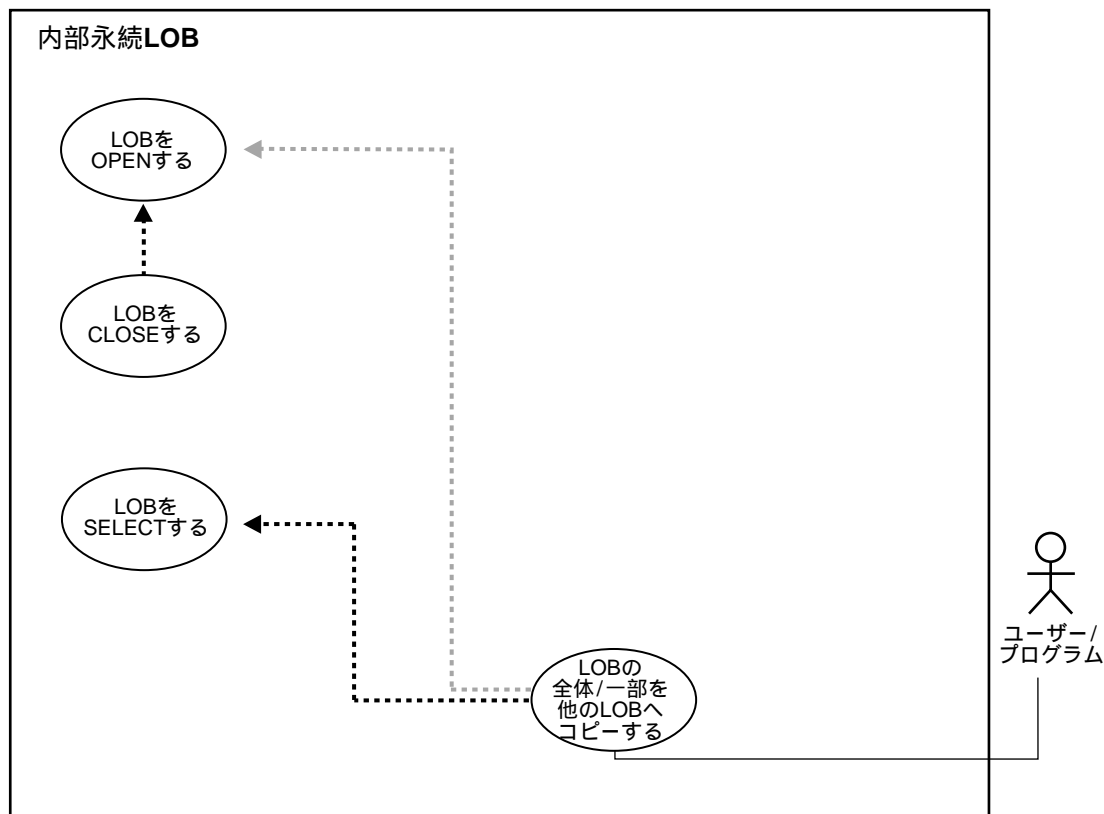 内部永続LOB
LOBを
OPENする
LOBを
CLOSEする
LOBを
SELECTする
ユーザー/
プログラム
LOBの
全体/一部を
他のLOBへ
コピーする